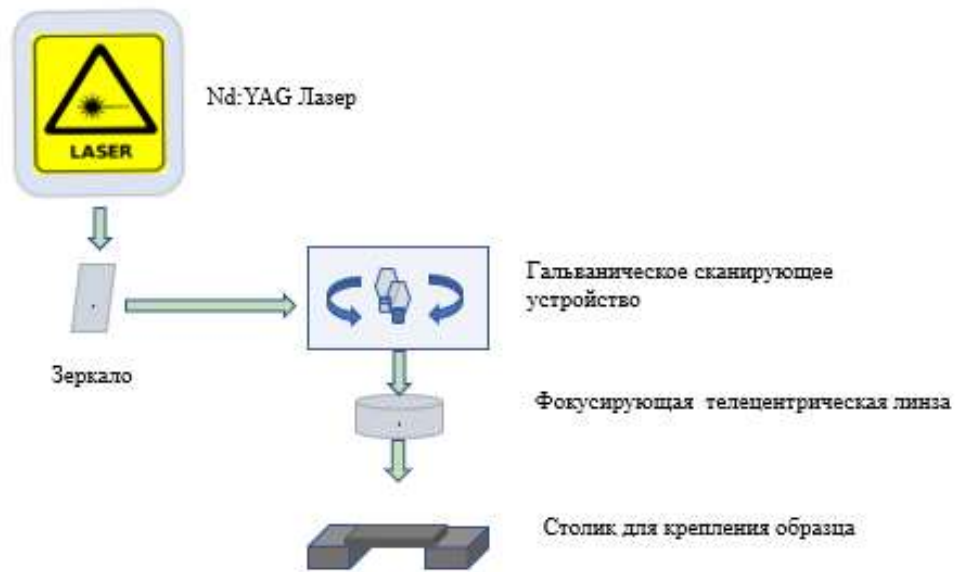 Nd:YAG Лазер
LASER
Гальваническое сканирующее
устройство
Зеркало
Фокусирующая телецентрическая линза
Столик для крепления образца